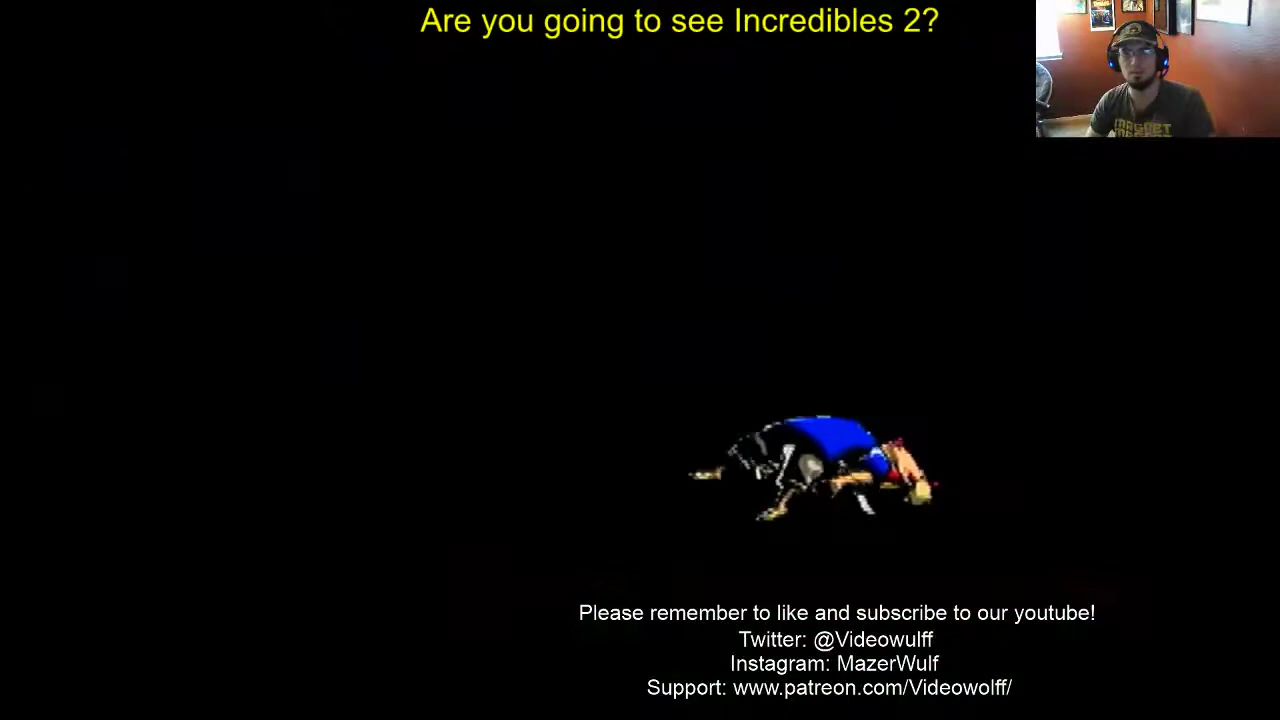 Are you going to see Incredibles 2?
Please remember to like and subscribe to our youtube!
Twitter: @Videowulff
Instagram: MazerWulf
Support: www.patreon.com/Videowolff/